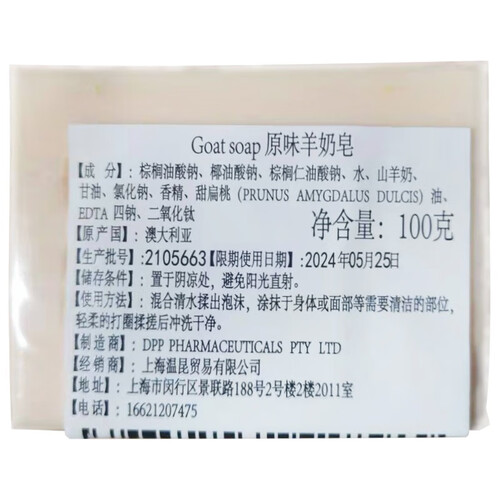 Goat soap 原味羊奶皂
【成 分】: 棕榈油酸钠、椰油酸钠、棕榈仁油酸钠、水、山羊奶、
甘油、氯化钠、香精、甜扁桃（PRUNUS AMYGDALUS DULCIS）油、
EDTA 四钠、二氧化钛
净含量: 100克
【原 产 国】: 澳大利亚
【生产批号】:2105663【限期使用日期】:2024年05月25日
【储存条件】: 置于阴凉处，避免阳光直射。
【使用方法】: 混合清水揉出泡沫，涂抹于身体或面部等需要清洁的部位，
轻柔的打圈揉搓后冲洗干净。
【制造商】: DPP PHARMACEUTICALS PTY LTD
【经销商】: 上海温昆贸易有限公司
【地址】: 上海市闵行区景联路188号2号楼2楼2011室
【电话】: 16621207475